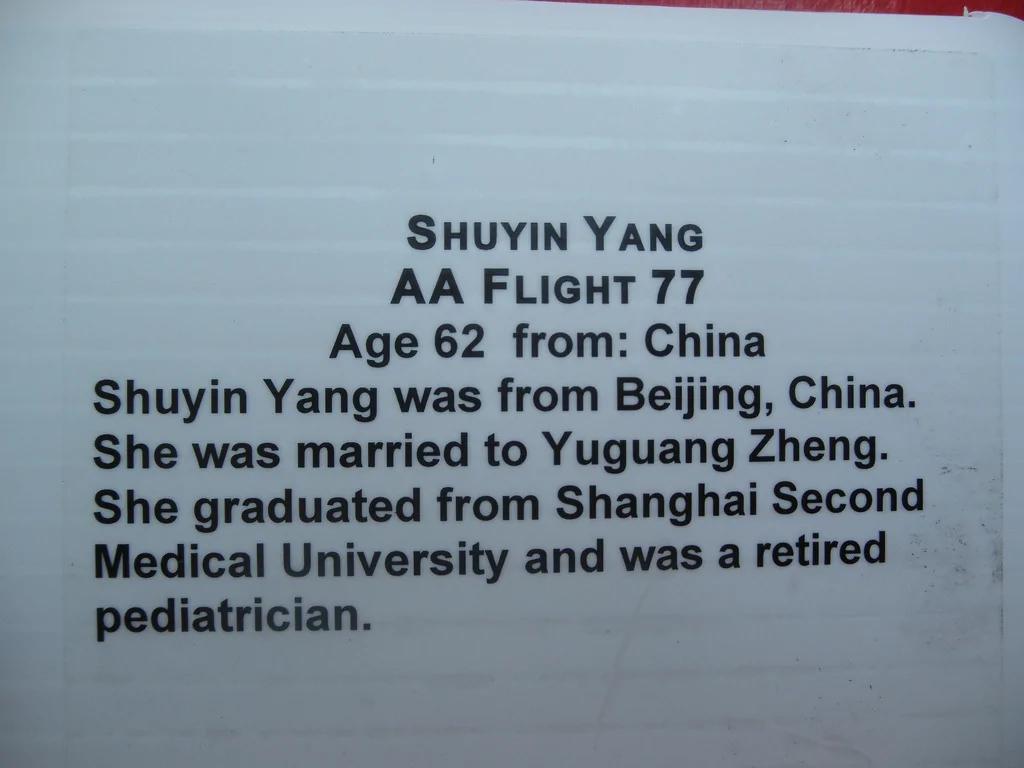 SHUYIN YANG
AA FLIGHT 77
Age 62 from: China
Shuyin Yang was from Beijing, China.
She was married to Yuguang Zheng.
She graduated from Shanghai Second
Medical University and was a retired
pediatrician.